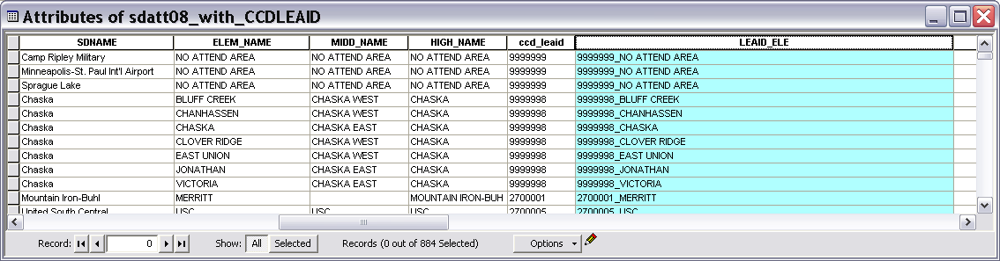 Attributes of sdatt08_with_CCDLEAID
SDNAME ELEM_NAME MIDD_NAME HIGH_NAME ccd_leaid LEAID_ELE
Camp Ripley Military NO ATTEND AREA NO ATTEND AREA NO ATTEND AREA 9999999 9999999_NO ATTEND AREA
Minneapolis-St. Paul Int'l Airport NO ATTEND AREA NO ATTEND AREA NO ATTEND AREA 9999999 9999999_NO ATTEND AREA
Sprague Lake NO ATTEND AREA NO ATTEND AREA NO ATTEND AREA 9999999 9999999_NO ATTEND AREA
Chaska BLUFF CREEK CHASKA WEST CHASKA 9999998 9999998_BLUFF CREEK
Chaska CHANHASSEN CHASKA WEST CHASKA 9999998 9999998_CHANHASSEN
Chaska CHASKA CHASKA EAST CHASKA 9999998 9999998_CHASKA
Chaska CLOVER RIDGE CHASKA WEST CHASKA 9999998 9999998_CLOVER RIDGE
Chaska EAST UNION CHASKA WEST CHASKA 9999998 9999998_EAST UNION
Chaska JONATHAN CHASKA EAST CHASKA 9999998 9999998_JONATHAN
Chaska VICTORIA CHASKA EAST CHASKA 9999998 9999998_VICTORIA
Mountain Iron-Buhl MERRITT MOUNTAIN IRON-BUH 2700001 2700001_MERRITT
United South Central USC USC USC 2700005 2700005_USC
Record: 0 Show: All Selected Records (0 out of 884 Selected) Options